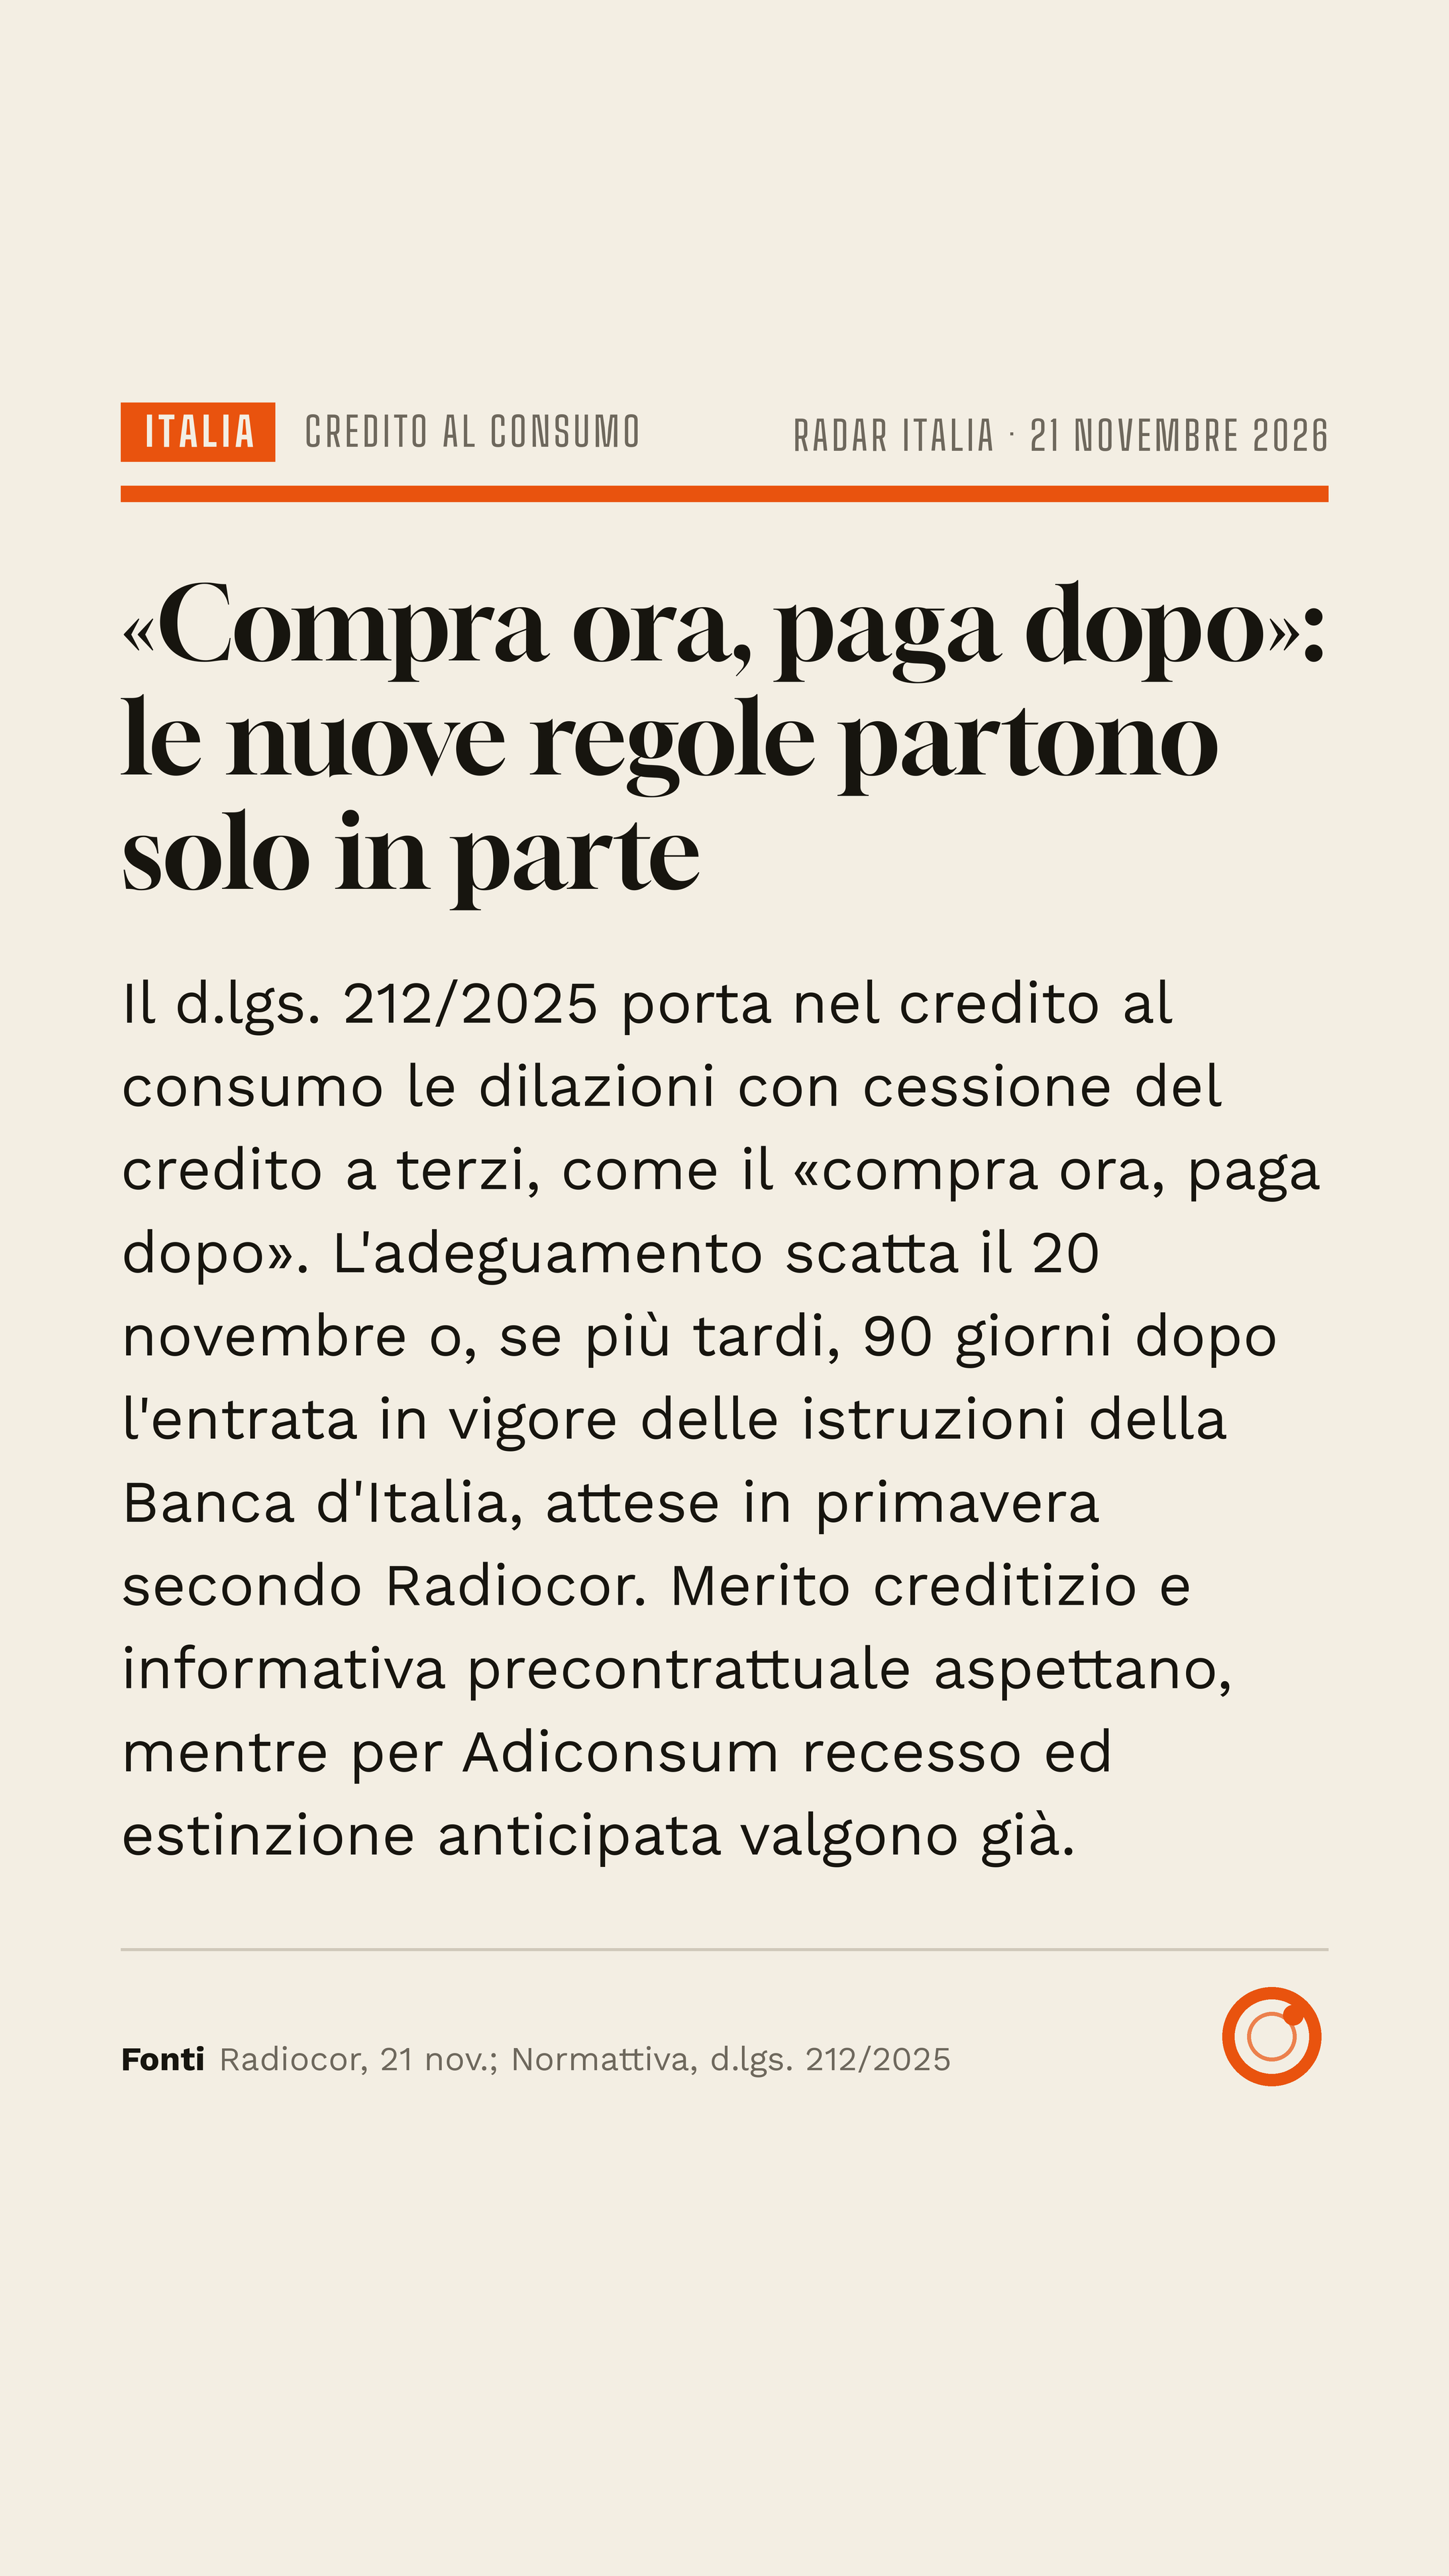 ITALIA CREDITO AL CONSUMO RADAR ITALIA · 21 NOVEMBRE 2026
«Compra ora, paga dopo»:
le nuove regole partono
solo in parte
Il d.lgs. 212/2025 porta nel credito al
consumo le dilazioni con cessione del
credito a terzi, come il «compra ora, paga
dopo». L'adeguamento scatta il 20
novembre o, se più tardi, 90 giorni dopo
l'entrata in vigore delle istruzioni della
Banca d'Italia, attese in primavera
secondo Radiocor. Merito creditizio e
informativa precontrattuale aspettano,
mentre per Adiconsum recesso ed
estinzione anticipata valgono già.
Fonti Radiocor, 21 nov.; Normattiva, d.lgs. 212/2025